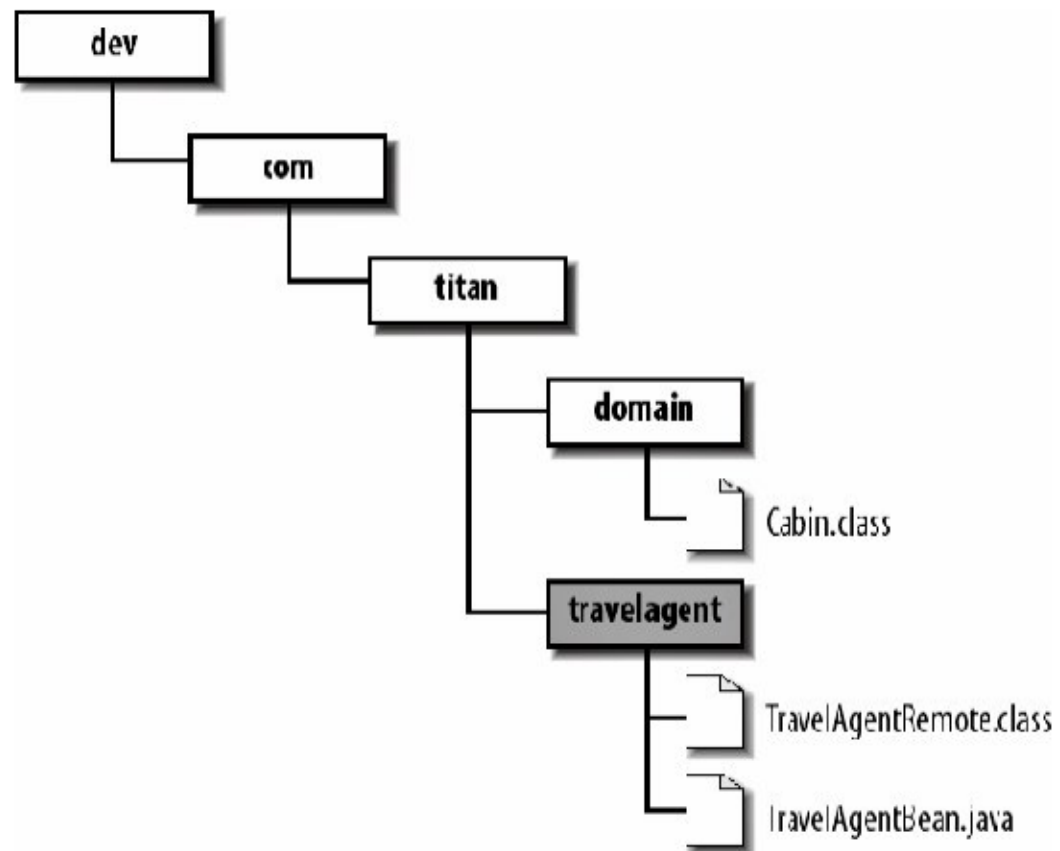 dev
com
titan
domain
Cabin.class
travelagent
TravelAgentRemote.class
TravelAgentBean.java